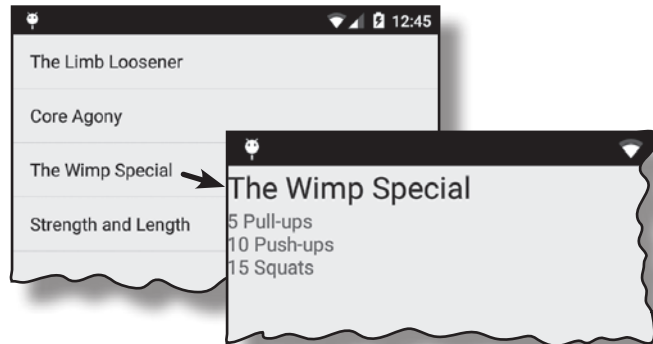 12:45
The Limb Loosener
Core Agony
The Wimp Special
Strength and Length
The Wimp Special
5 Pull-ups
10 Push-ups
15 Squats